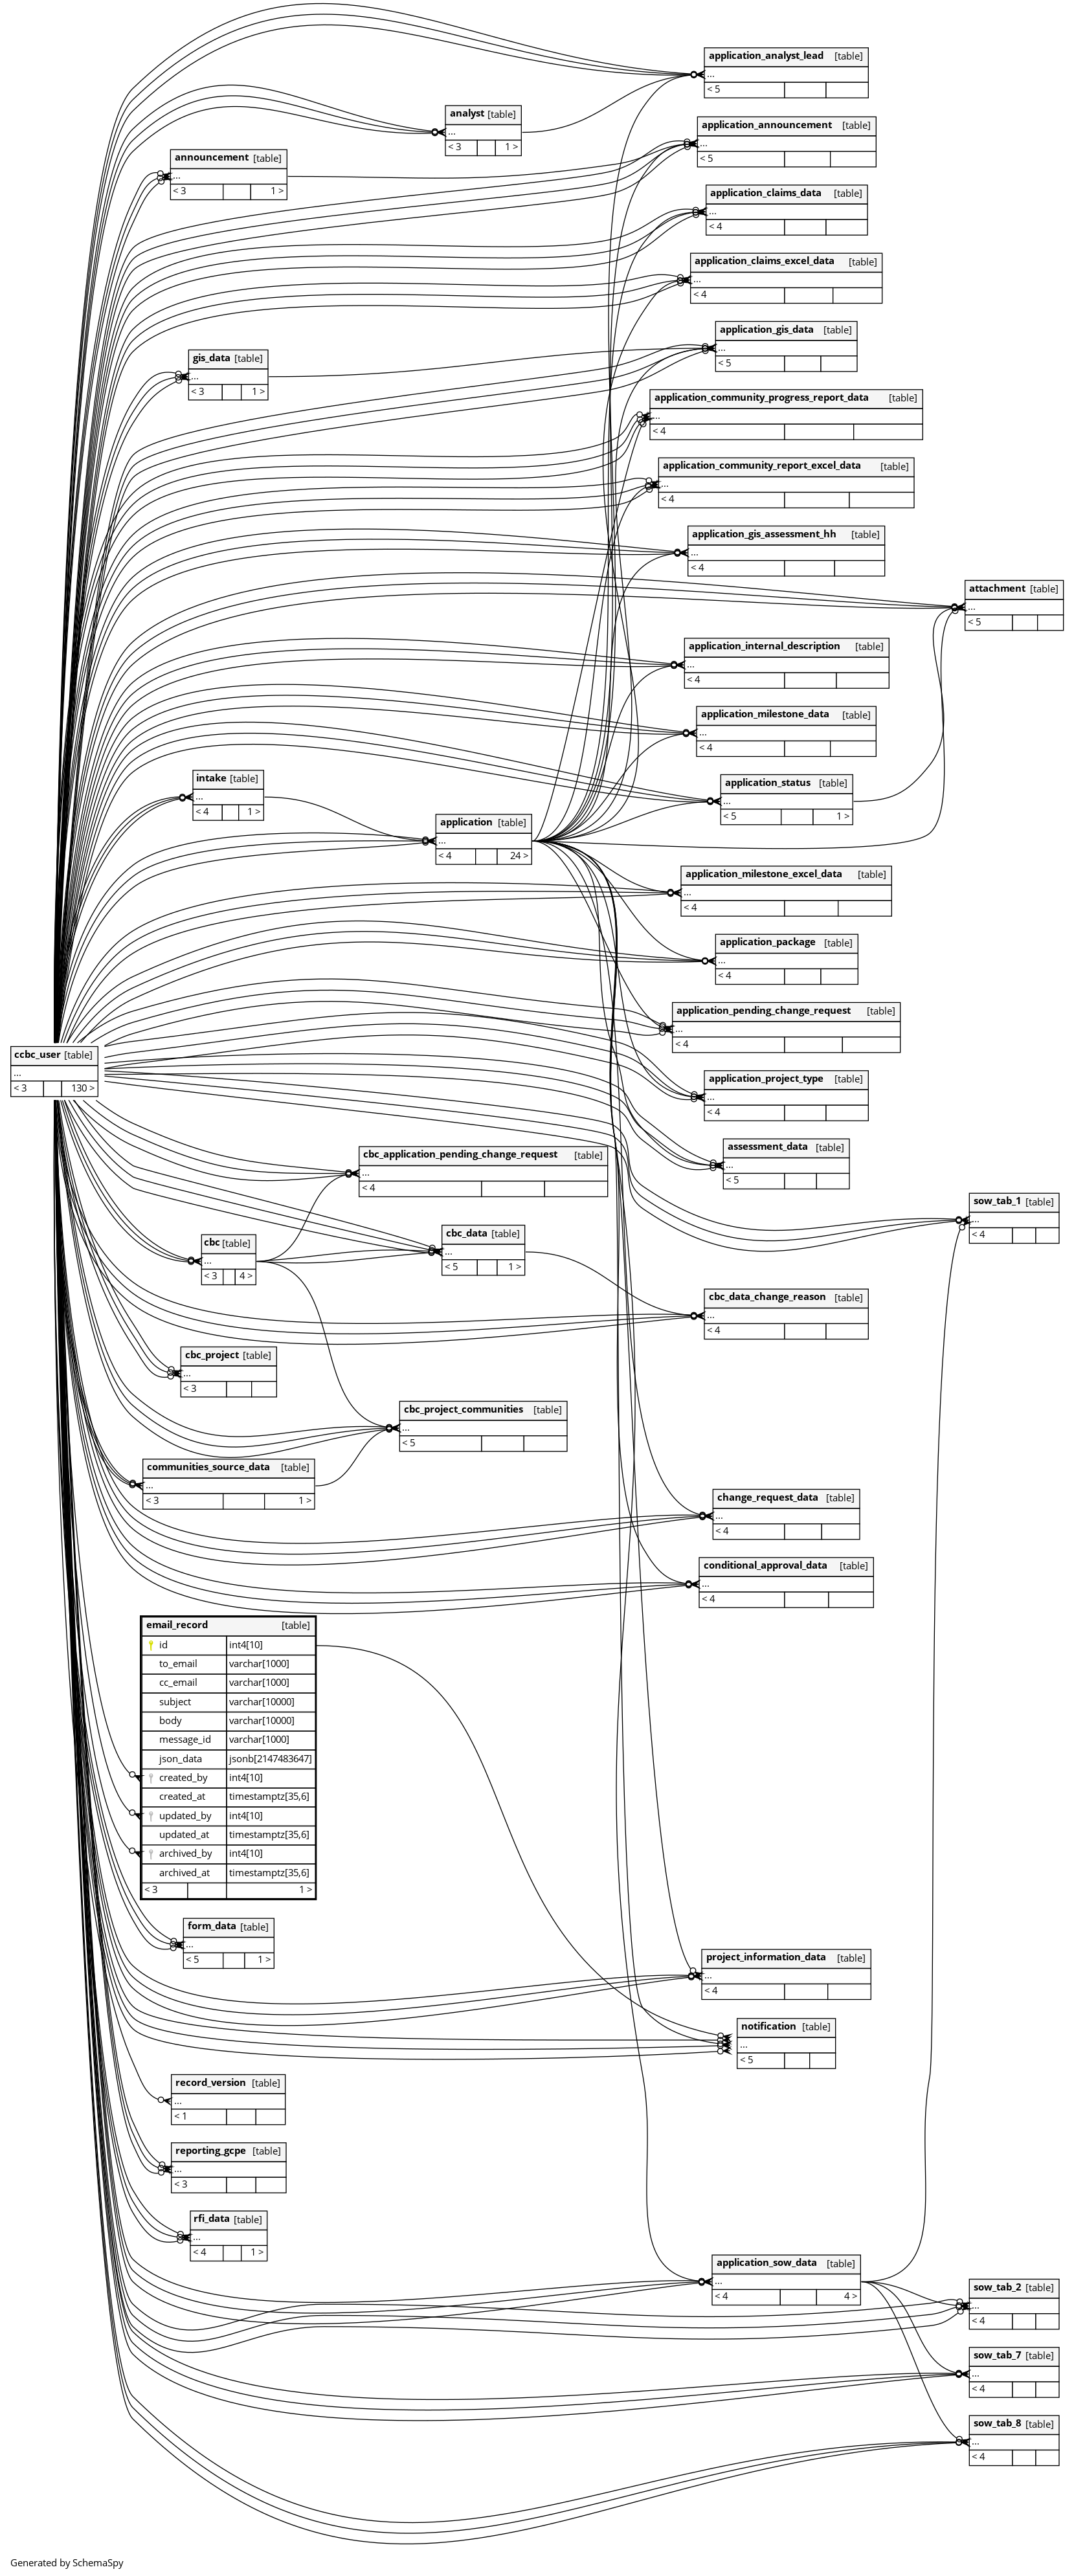 application_analyst_lead [table]
...
< 5
analyst [table]
...
< 3 1 >
application_announcement [table]
...
< 5
announcement [table]
...
< 3 1 >
application_claims_data [table]
...
< 4
application_claims_excel_data [table]
...
< 4
application_gis_data [table]
...
< 5
gis_data [table]
...
< 3 1 >
application_community_progress_report_data [table]
...
< 4
application_community_report_excel_data [table]
...
< 4
application_gis_assessment_hh [table]
...
< 4
attachment [table]
...
< 5
application_internal_description [table]
...
< 4
application_milestone_data [table]
...
< 4
intake [table]
...
< 4 1 >
application_status [table]
...
< 5 1 >
application [table]
...
< 4 24 >
application_milestone_excel_data [table]
...
< 4
application_package [table]
...
< 4
application_pending_change_request [table]
...
< 4
ccbc_user [table]
...
< 3 130 >
application_project_type [table]
...
< 4
assessment_data [table]
...
< 5
cbc_application_pending_change_request [table]
...
< 4
sow_tab_1 [table]
...
< 4
cbc_data [table]
...
< 5 1 >
cbc [table]
...
< 3 4 >
cbc_data_change_reason [table]
...
< 4
cbc_project [table]
...
< 3
cbc_project_communities [table]
...
< 5
communities_source_data [table]
...
< 3 1 >
change_request_data [table]
...
< 4
conditional_approval_data [table]
...
< 4
email_record [table]
id int4[10]
to_email varchar[1000]
cc_email varchar[1000]
subject varchar[10000]
body varchar[10000]
message_id varchar[1000]
json_data jsonb[2147483647]
created_by int4[10]
created_at timestamptz[35,6]
updated_by int4[10]
updated_at timestamptz[35,6]
archived_by int4[10]
archived_at timestamptz[35,6]
< 3 1 >
form_data [table]
...
< 5 1 >
project_information_data [table]
...
< 4
notification [table]
...
< 5
record_version [table]
...
< 1
reporting_gcpe [table]
...
< 3
rfi_data [table]
...
< 4 1 >
application_sow_data [table]
...
< 4 4 >
sow_tab_2 [table]
...
< 4
sow_tab_7 [table]
...
< 4
sow_tab_8 [table]
...
< 4
Generated by SchemaSpy